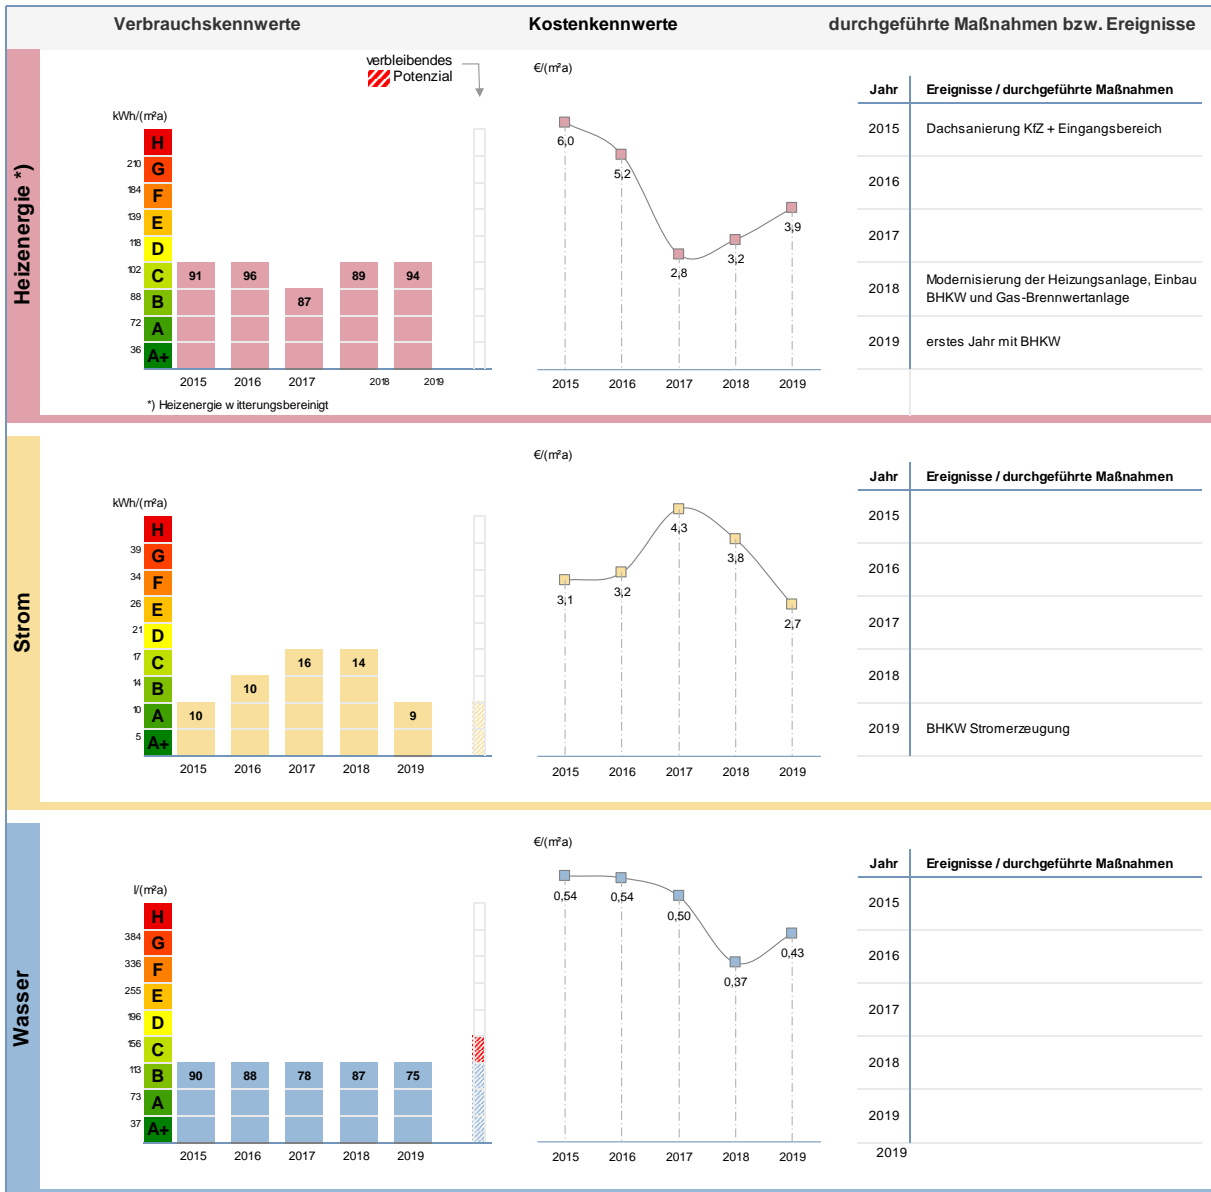 Verbrauchskennwerte
Kostenkennwerte
durchgeführte Maßnahmen bzw. Ereignisse
Heizenergie *)
verbleibendes
Potenzial
kWh/(m²a)
H
210
G
184
F
139
E
118
D
102
C
88
B
72
A
36
A+
91
96
87
89
94
2015
2016
2017
2018
2019
*) Heizenergie witterungsbereinigt
€/(m²a)
6,0
5,2
2,8
3,2
3,9
2015
2016
2017
2018
2019
Jahr Ereignisse / durchgeführte Maßnahmen
2015 Dachsanierung KfZ + Eingangsbereich
2016
2017
2018 Modernisierung der Heizungsanlage, Einbau
BHKW und Gas-Brennwertanlage
2019 erstes Jahr mit BHKW
Strom
kWh/(m²a)
H
39
G
34
F
26
E
21
D
17
C
14
B
10
A
5
A+
10
10
16
14
9
2015
2016
2017
2018
2019
€/(m²a)
3,1
3,2
4,3
3,8
2,7
2015
2016
2017
2018
2019
Jahr Ereignisse / durchgeführte Maßnahmen
2015
2016
2017
2018
2019 BHKW Stromerzeugung
Wasser
l/(m²a)
H
384
G
336
F
255
E
196
D
156
C
113
B
73
A
37
A+
90
88
78
87
75
2015
2016
2017
2018
2019
€/(m²a)
0,54
0,54
0,50
0,37
0,43
2015
2016
2017
2018
2019
Jahr Ereignisse / durchgeführte Maßnahmen
2015
2016
2017
2018
2019
2019